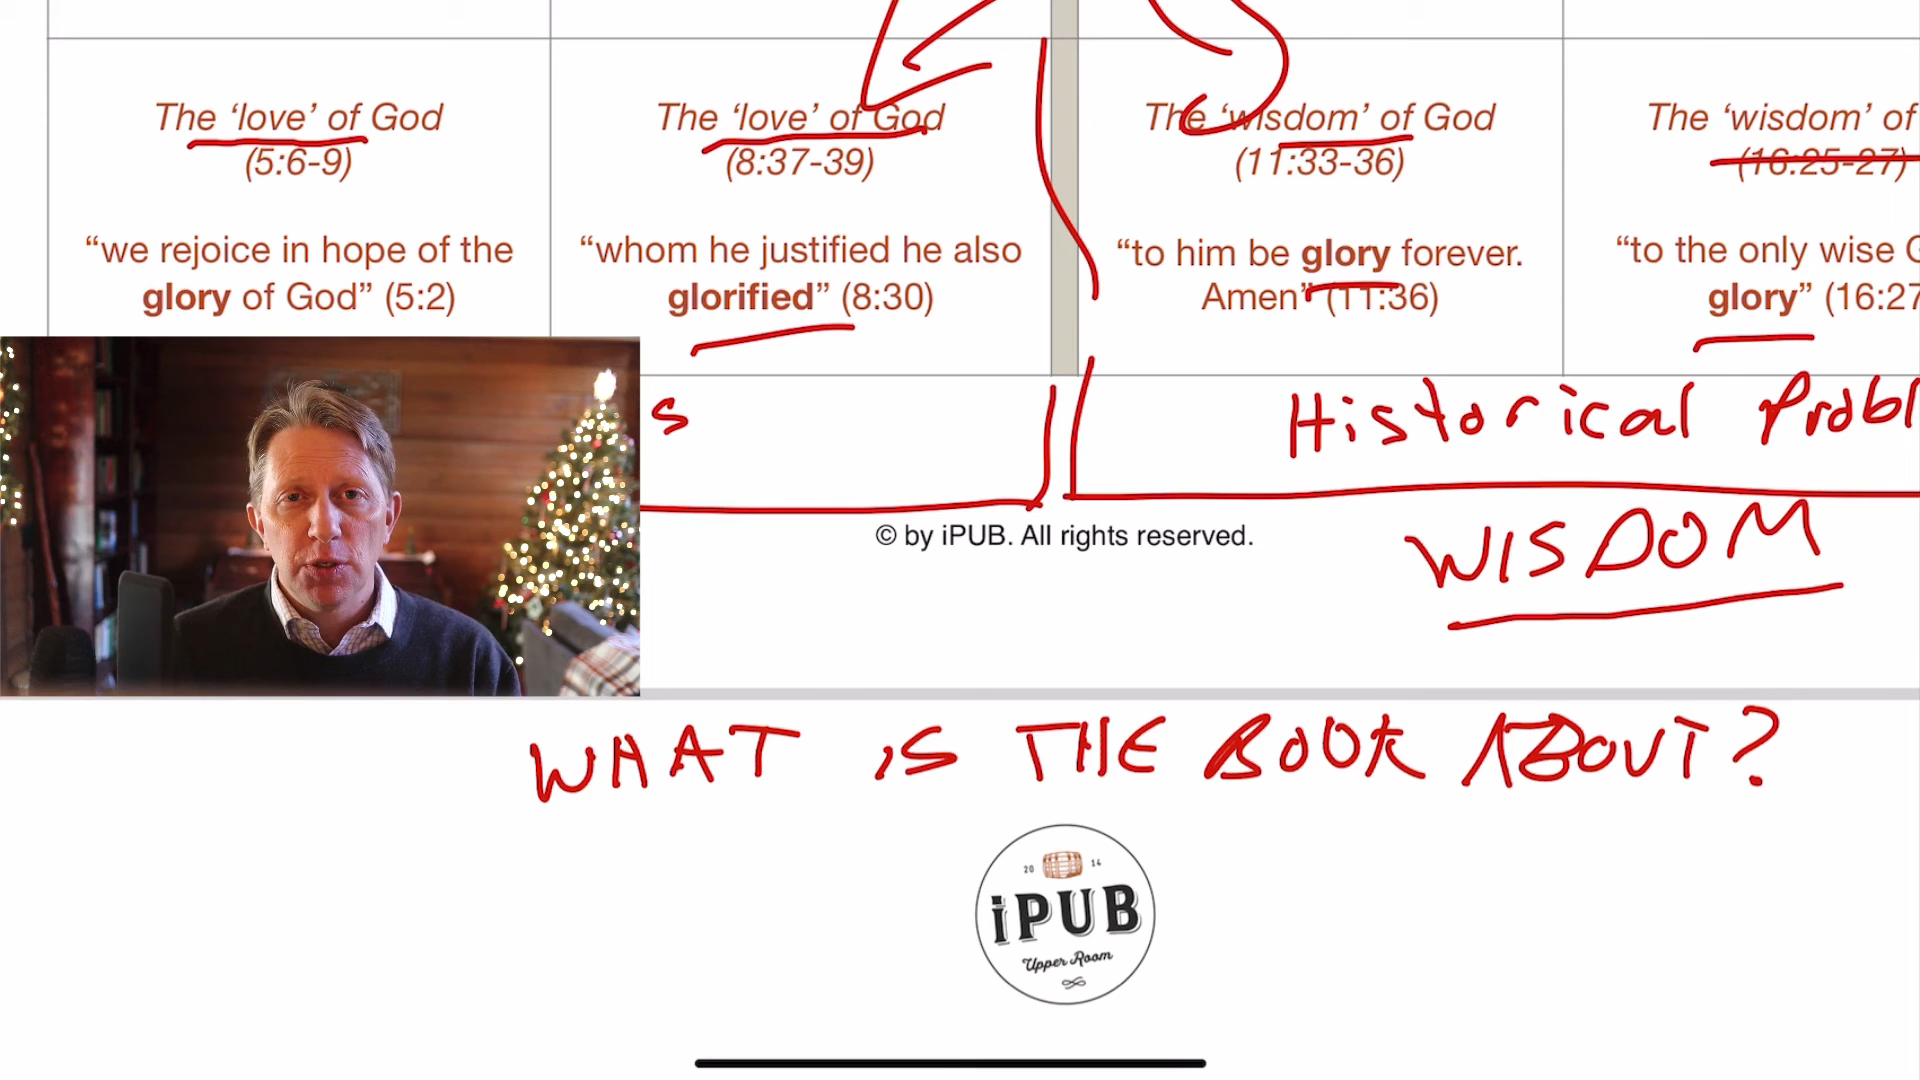 The ‘love’ of God
(5:6-9)
“we rejoice in hope of the
glory of God” (5:2)
The ‘love’ of God
(8:37-39)
“whom he justified he also
glorified” (8:30)
The ‘wisdom’ of God
(11:33-36)
“to him be glory forever.
Amen” (11:36)
The ‘wisdom’ of
(16:25-27)
“to the only wise G
glory” (16:27
s
Historical Probl
© by iPUB. All rights reserved.
WISDOM
WHAT iS THE BOOK ABOUT?
20 14
iPUB
Upper Room